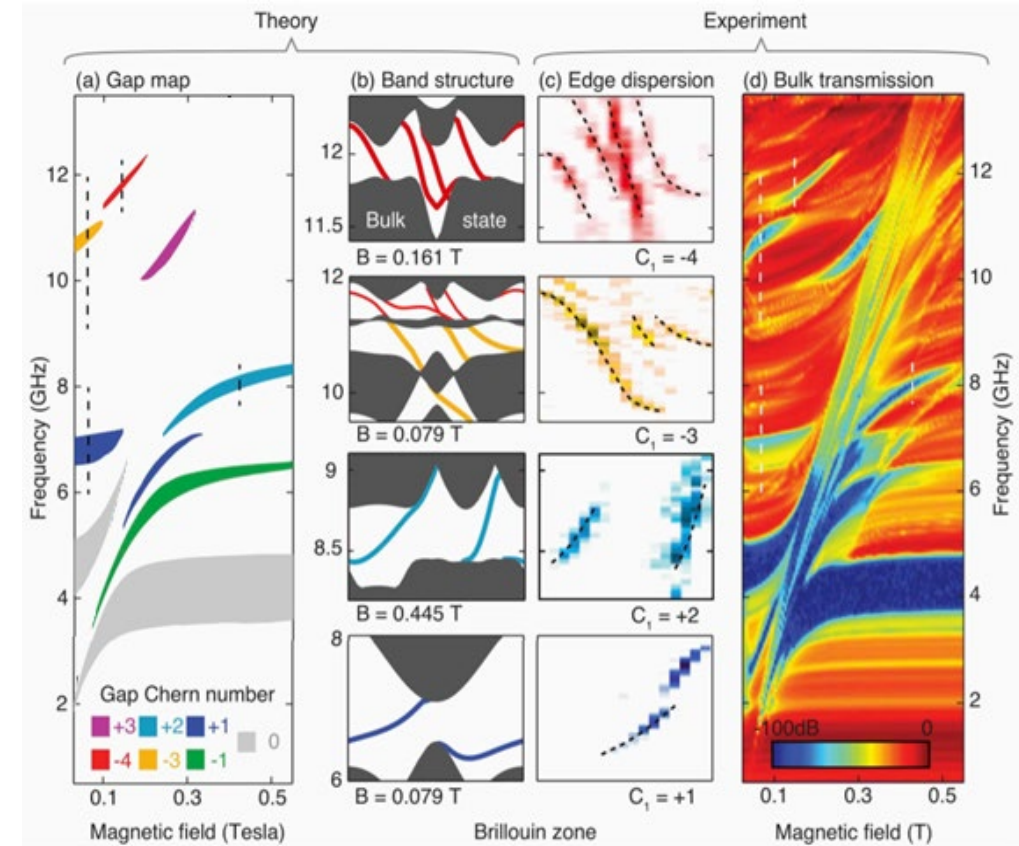 Theory
Experiment
(a) Gap map
(b) Band structure
(c) Edge dispersion
(d) Bulk transmission
Frequency (GHz)
12
10
8
6
4
2
Gap Chern number
+3 +2 +1 0
-4 -3 -1
0.1 0.3 0.5
Magnetic field (Tesla)
12
11.5
Bulk state
B = 0.161 T
C₁ = -4
12
10
B = 0.079 T
C₁ = -3
9
8.5
B = 0.445 T
C₁ = +2
8
6
B = 0.079 T
C₁ = +1
Brillouin zone
12
10
8
6
4
2
Frequency (GHz)
-100dB 0
0.1 0.3 0.5
Magnetic field (T)